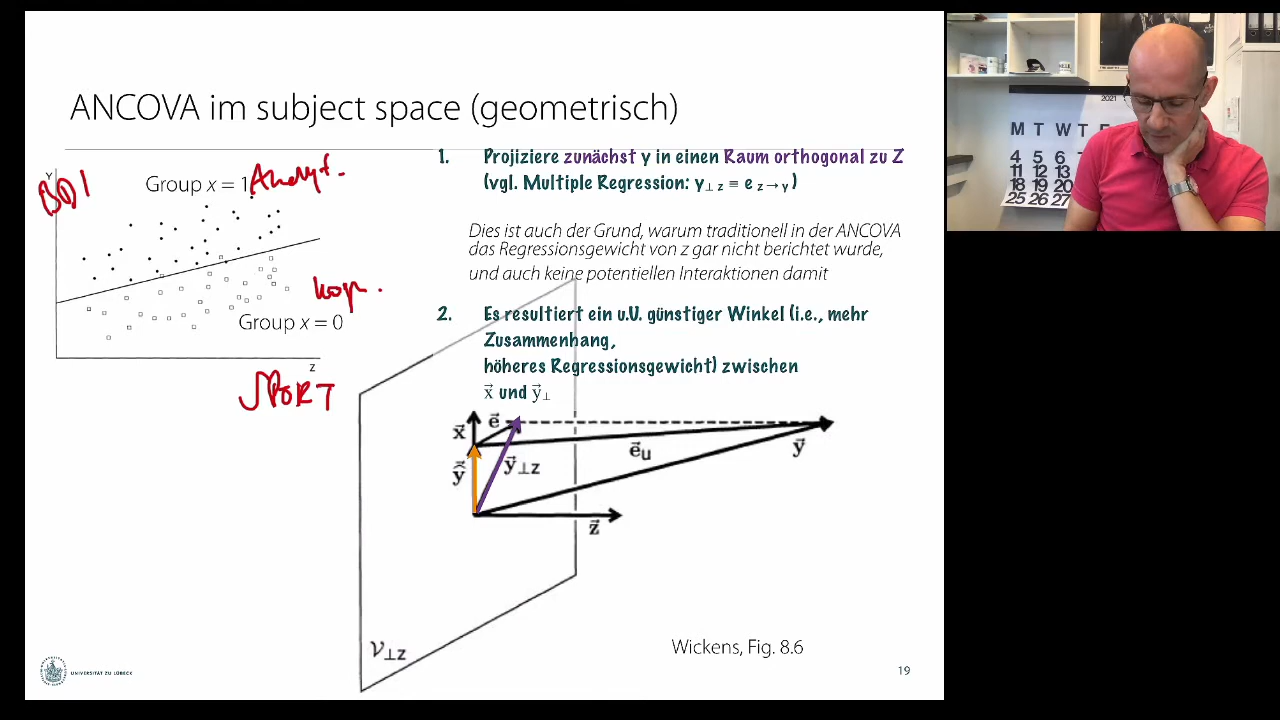 ANCOVA im subject space (geometrisch)
Y
BDI
Group x = 1
Group x = 0
z
SPORT
1. Projiziere zunächst y in einen Raum orthogonal zu Z
(vgl. Multiple Regression: y⊥z ≡ e z→y)
Dies ist auch der Grund, warum traditionell in der ANCOVA
das Regressionsgewicht von z gar nicht berichtet wurde,
und auch keine potentiellen Interaktionen damit
2. Es resultiert ein u.U. günstiger Winkel (i.e., mehr
Zusammenhang,
höheres Regressionsgewicht) zwischen
x⃗ und y⃗⊥
x⃗
e⃗
ŷ⃗
y⃗⊥z
e⃗u
y⃗
z⃗
𝒱⊥z
Wickens, Fig. 8.6
UNIVERSITÄT ZU LÜBECK
19
2021
M T W T F
4 5 6
11 12 13
18 19 20
25 26 27